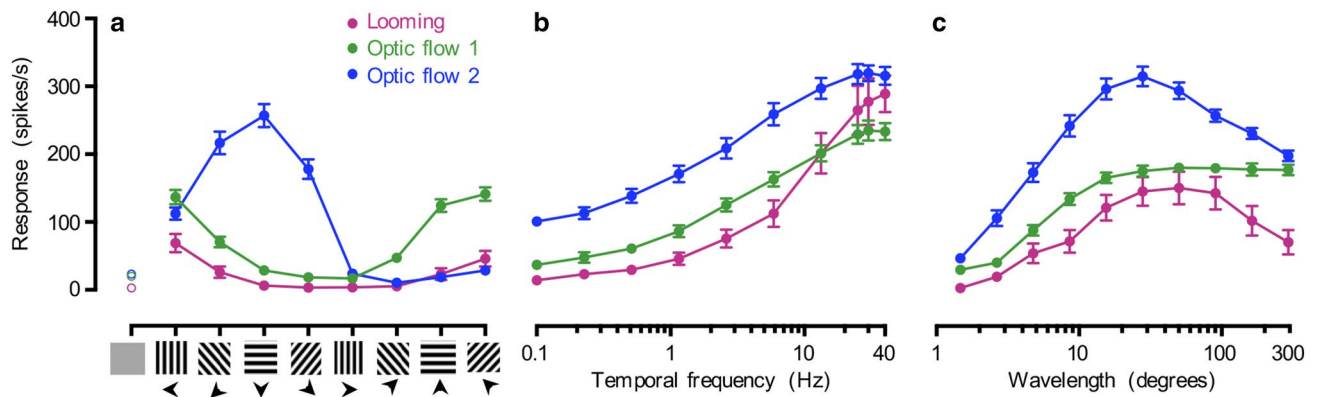 a
b
c
Looming
Optic flow 1
Optic flow 2
Response (spikes/s)
400
300
200
100
0
0.1
1
10
40
Temporal frequency (Hz)
1
10
100
300
Wavelength (degrees)